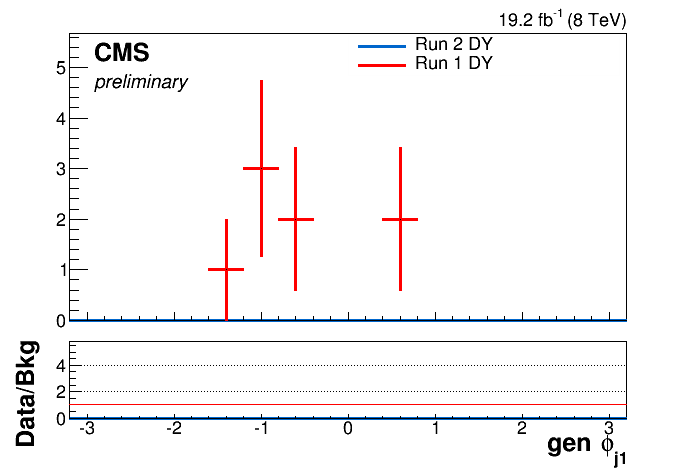 19.2 fb⁻¹ (8 TeV)
CMS
preliminary
Run 2 DY
Run 1 DY
5
4
3
2
1
0
Data/Bkg
4
2
0
-3 -2 -1 0 1 2 3
gen ϕ j1